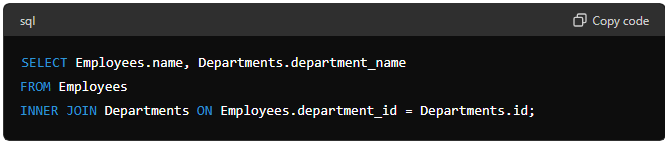 sql Copy code
SELECT Employees.name, Departments.department_name
FROM Employees
INNER JOIN Departments ON Employees.department_id = Departments.id;